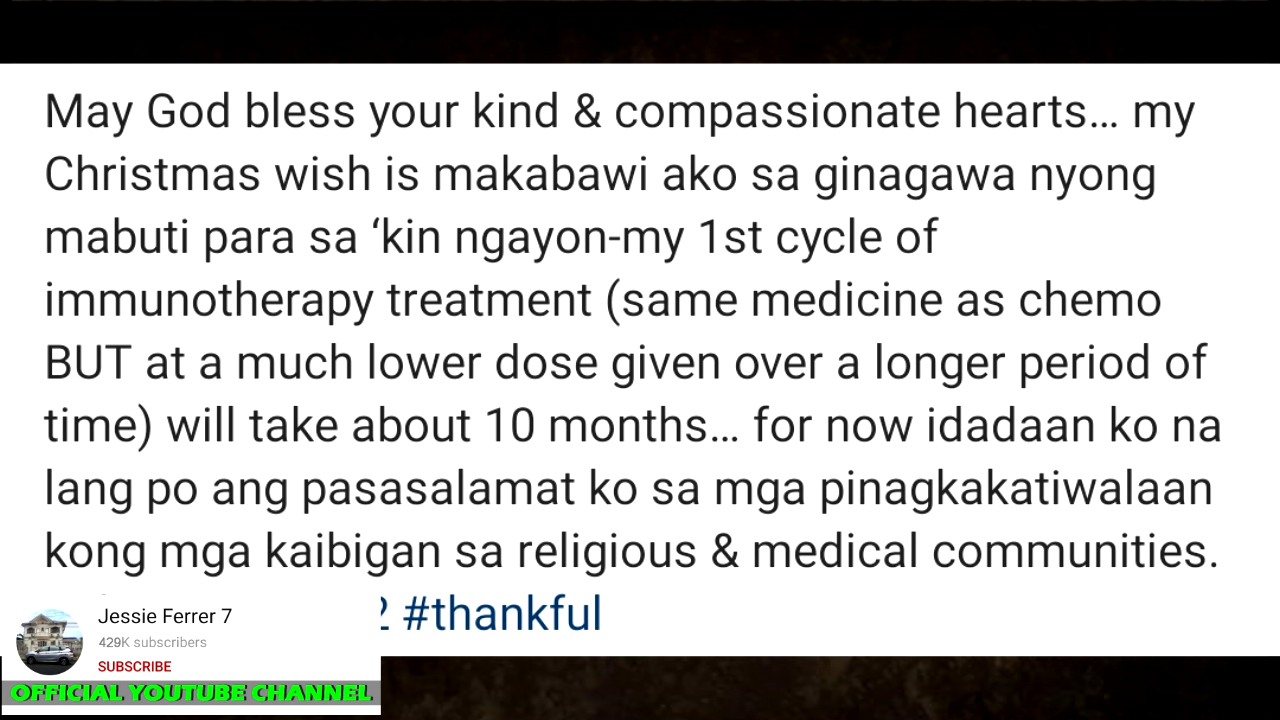 May God bless your kind & compassionate hearts... my
Christmas wish is makabawi ako sa ginagawa nyong
mabuti para sa ‘kin ngayon-my 1st cycle of
immunotherapy treatment (same medicine as chemo
BUT at a much lower dose given over a longer period of
time) will take about 10 months... for now idadaan ko na
lang po ang pasasalamat ko sa mga pinagkakatiwalaan
kong mga kaibigan sa religious & medical communities.
2 #thankful
Jessie Ferrer 7
429K subscribers
SUBSCRIBE
OFFICIAL YOUTUBE CHANNEL